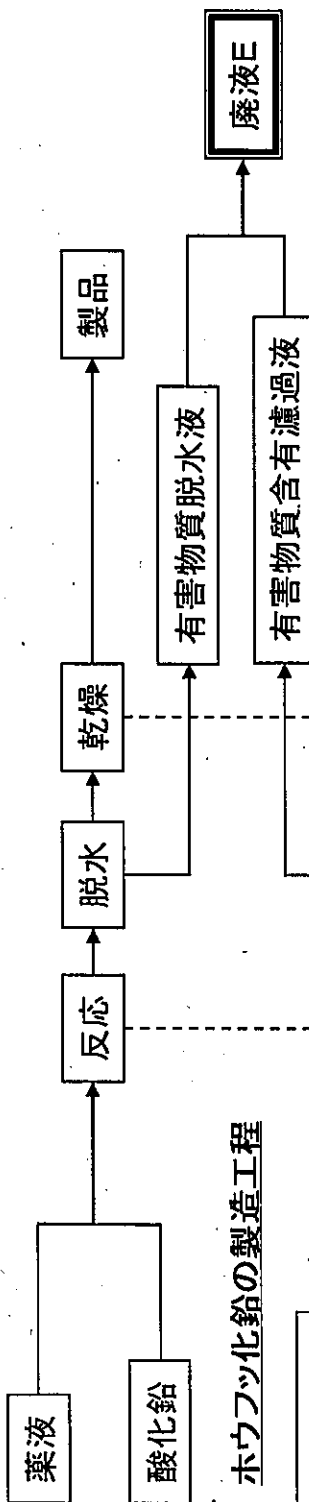 薬液
酸化鉛
反応
脱水
乾燥
製品
有害物質脱水液
有害物質含有濾過液
廃液E
ホウフッ化鉛の製造工程